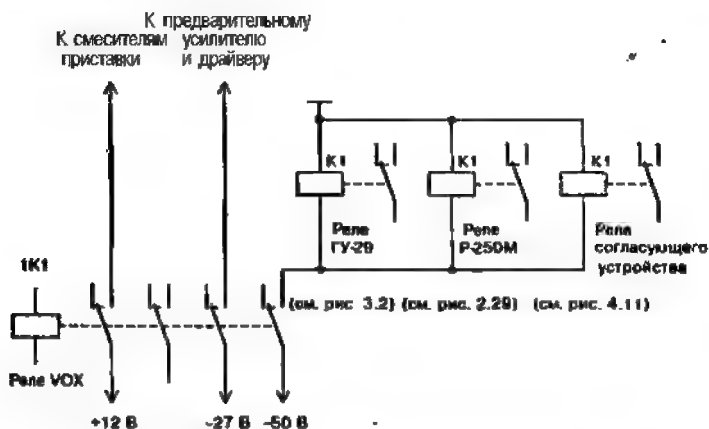 К предварительному
К смесителям усилителю
приставки и драйверу
К1 К1 К1
Реле Реле Реле
ГУ-29 Р-250М согласующего
устройства
1К1
(см. рис. 3.2) (см. рис. 2.29) (см. рис. 4.11)
Реле VOX
+12 В -27 В -50 В